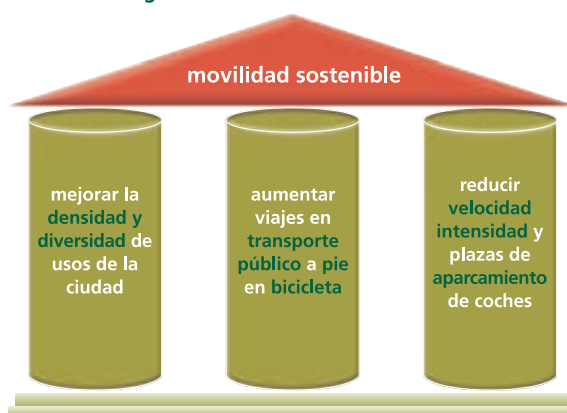 movilidad sostenible
mejorar la
densidad y
diversidad de
usos de la
ciudad
aumentar
viajes en
transporte
público a pie
en bicicleta
reducir
velocidad
intensidad y
plazas de
aparcamiento
de coches